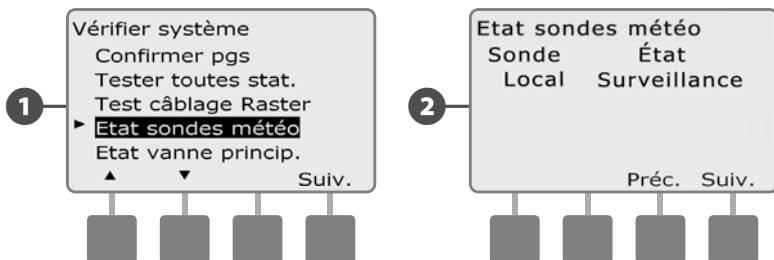 1
Vérifier système
Confirmer pgs
Tester toutes stat.
Test câblage Raster
► Etat sondes météo
Etat vanne princip.
▲ ▼ Suiv.
2
Etat sondes météo
Sonde État
Local Surveillance
Préc. Suiv.